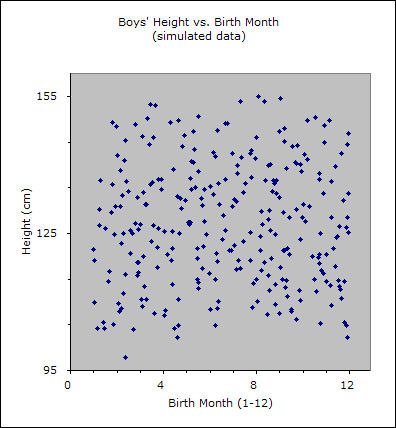 Boys' Height vs. Birth Month
(simulated data)
155
125
95
Height (cm)
0 4 8 12
Birth Month (1-12)